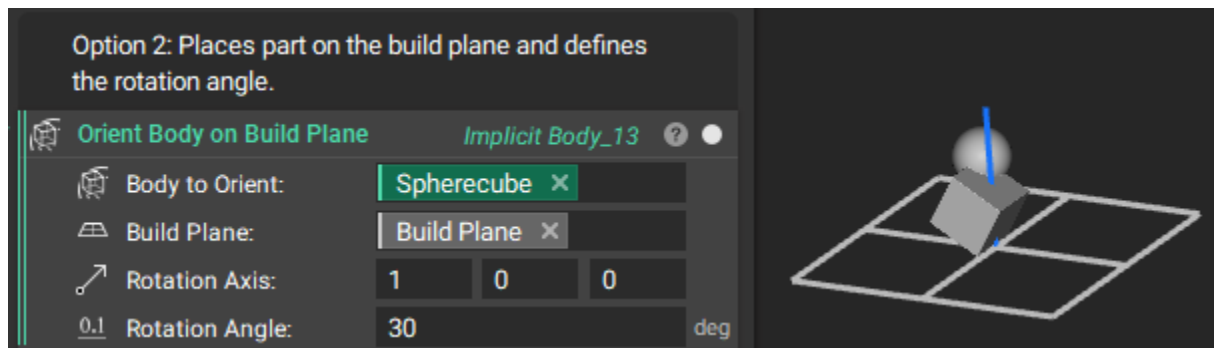 Option 2: Places part on the build plane and defines
the rotation angle.
Orient Body on Build Plane Implicit Body_13 ?
Body to Orient: Spherecube ×
Build Plane: Build Plane ×
Rotation Axis: 1 0 0
0.1 Rotation Angle: 30 deg